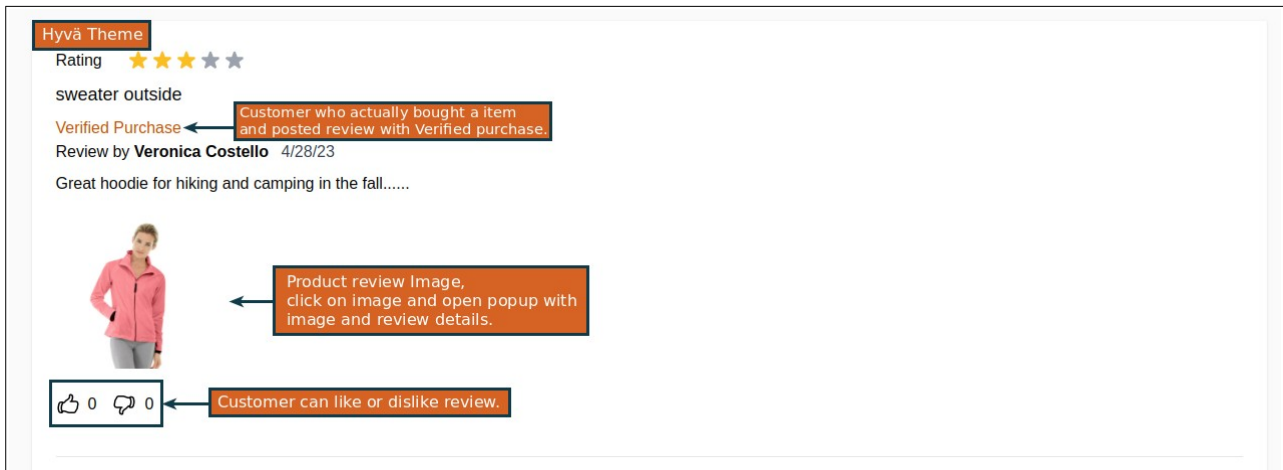 Hyvä Theme
Rating
sweater outside
Verified Purchase
Customer who actually bought a item
and posted review with Verified purchase.
Review by Veronica Costello 4/28/23
Great hoodie for hiking and camping in the fall......
Product review Image,
click on image and open popup with
image and review details.
0 0
Customer can like or dislike review.